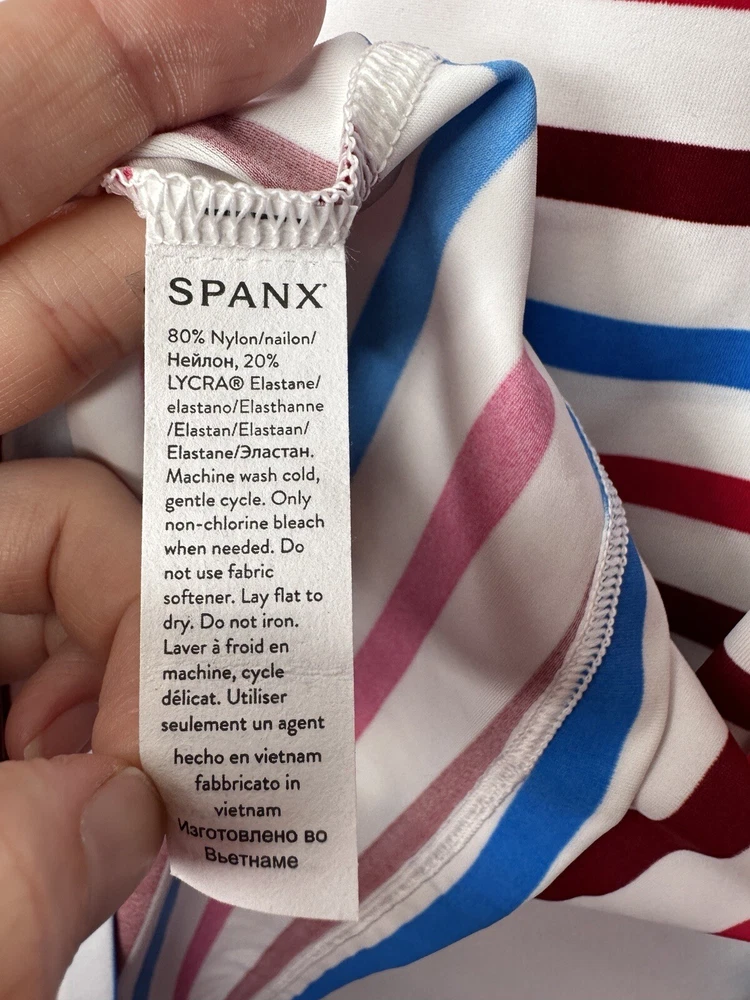 SPANX
80% Nylon/nailon/
Нейлон, 20%
LYCRA® Elastane/
elastano/Elasthanne
/Elastan/Elastaan/
Elastane/Эластан.
Machine wash cold,
gentle cycle. Only
non-chlorine bleach
when needed. Do
not use fabric
softener. Lay flat to
dry. Do not iron.
Laver à froid en
machine, cycle
délicat. Utiliser
seulement un agent
hecho en vietnam
fabbricato in
vietnam
Изготовлено во
Вьетнаме